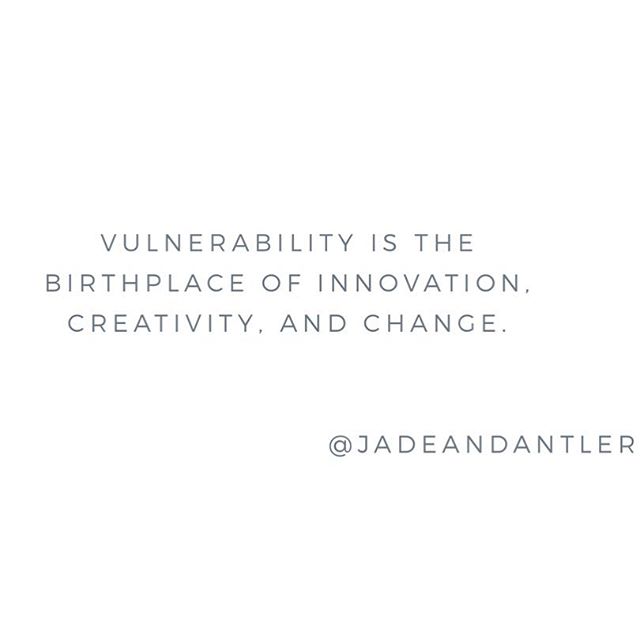 VULNERABILITY IS THE
BIRTHPLACE OF INNOVATION,
CREATIVITY, AND CHANGE.
@JADEANDANTLER